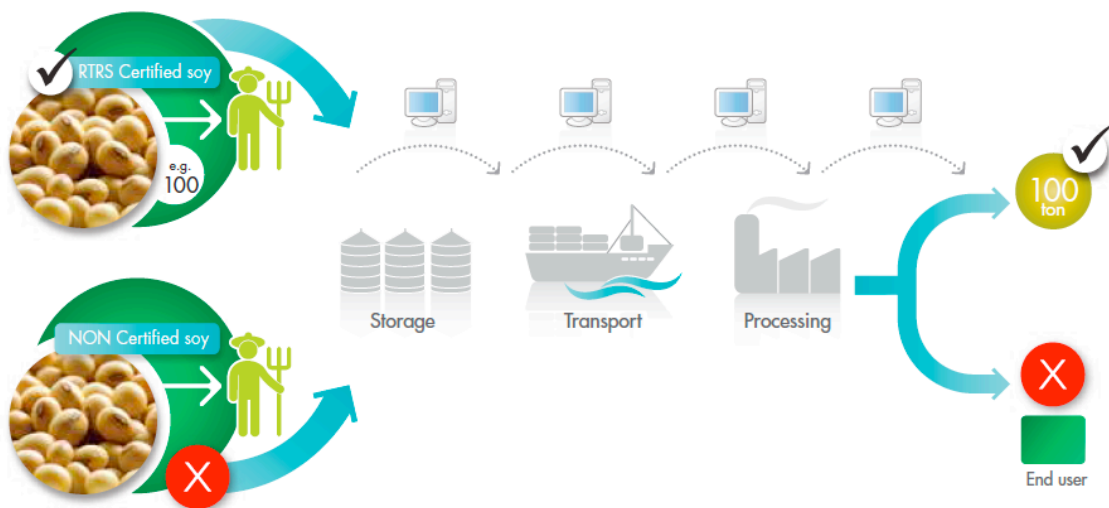 RTRS Certified soy
e.g.
100
100
ton
Storage
Transport
Processing
NON Certified soy
X
X
End user